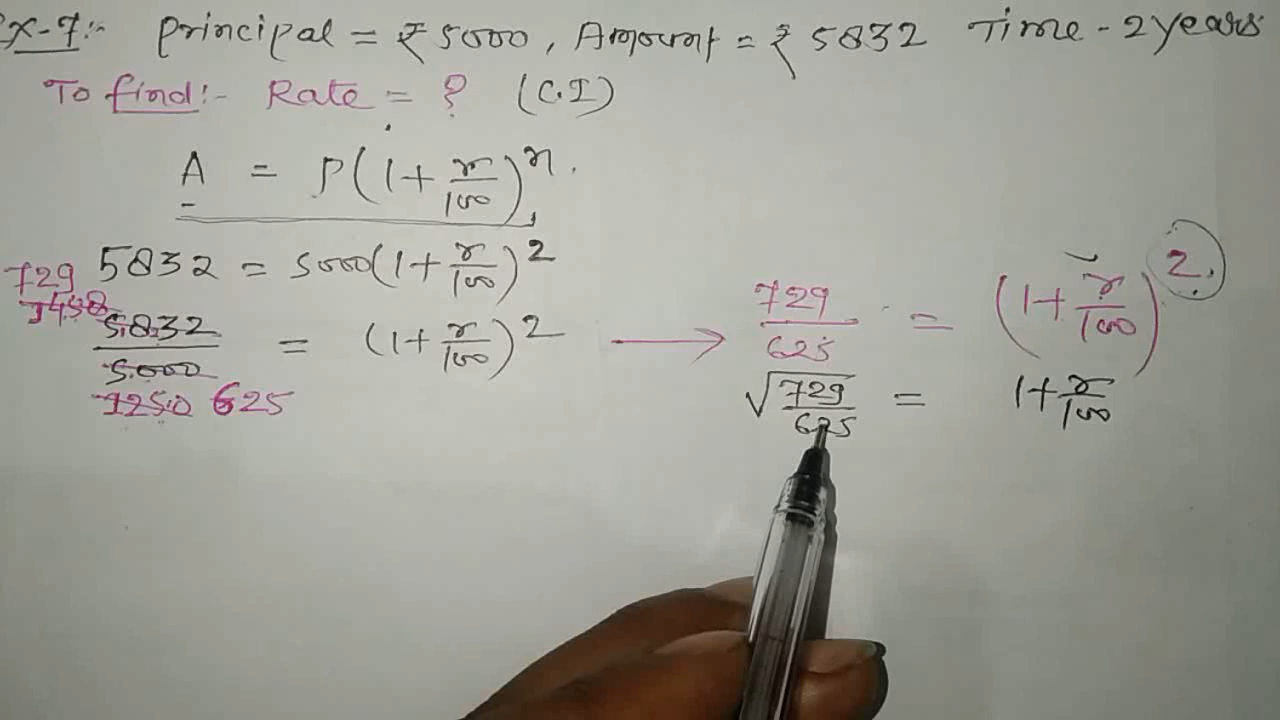 Ex-7:- Principal = ₹ 5000, Amount = ₹ 5832 Time - 2 years
To find:- Rate = ? (C.I)
A = P(1 + r/100)^n.
5832 = 5000(1 + r/100)^2
729
1458
5832/5000 = (1 + r/100)^2
1250 625
→ 729/625 = (1 + r/100)^2.
√729/625 = 1 + r/100